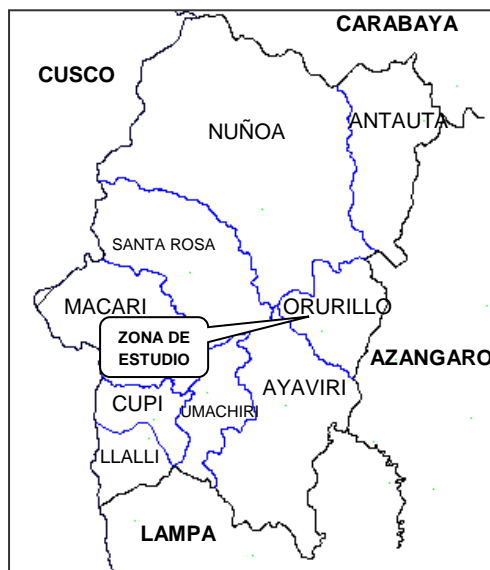 CARABAYA
CUSCO
ANTAUTA
NUÑOA
SANTA ROSA
MACARI
ORURILLO
ZONA DE
ESTUDIO
AZANGARO
AYAVIRI
CUPI
UMACHIRI
LLALLI
LAMPA